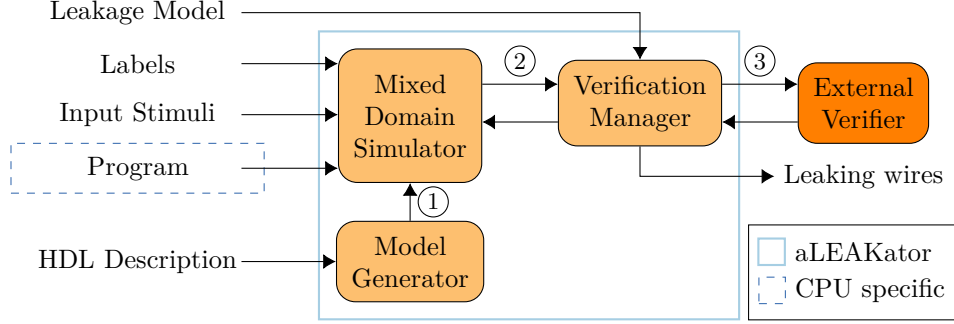 Leakage Model
Labels
Input Stimuli
Program
HDL Description
Mixed
Domain
Simulator
1
Model
Generator
2
Verification
Manager
3
External
Verifier
Leaking wires
aLEAKator
CPU specific